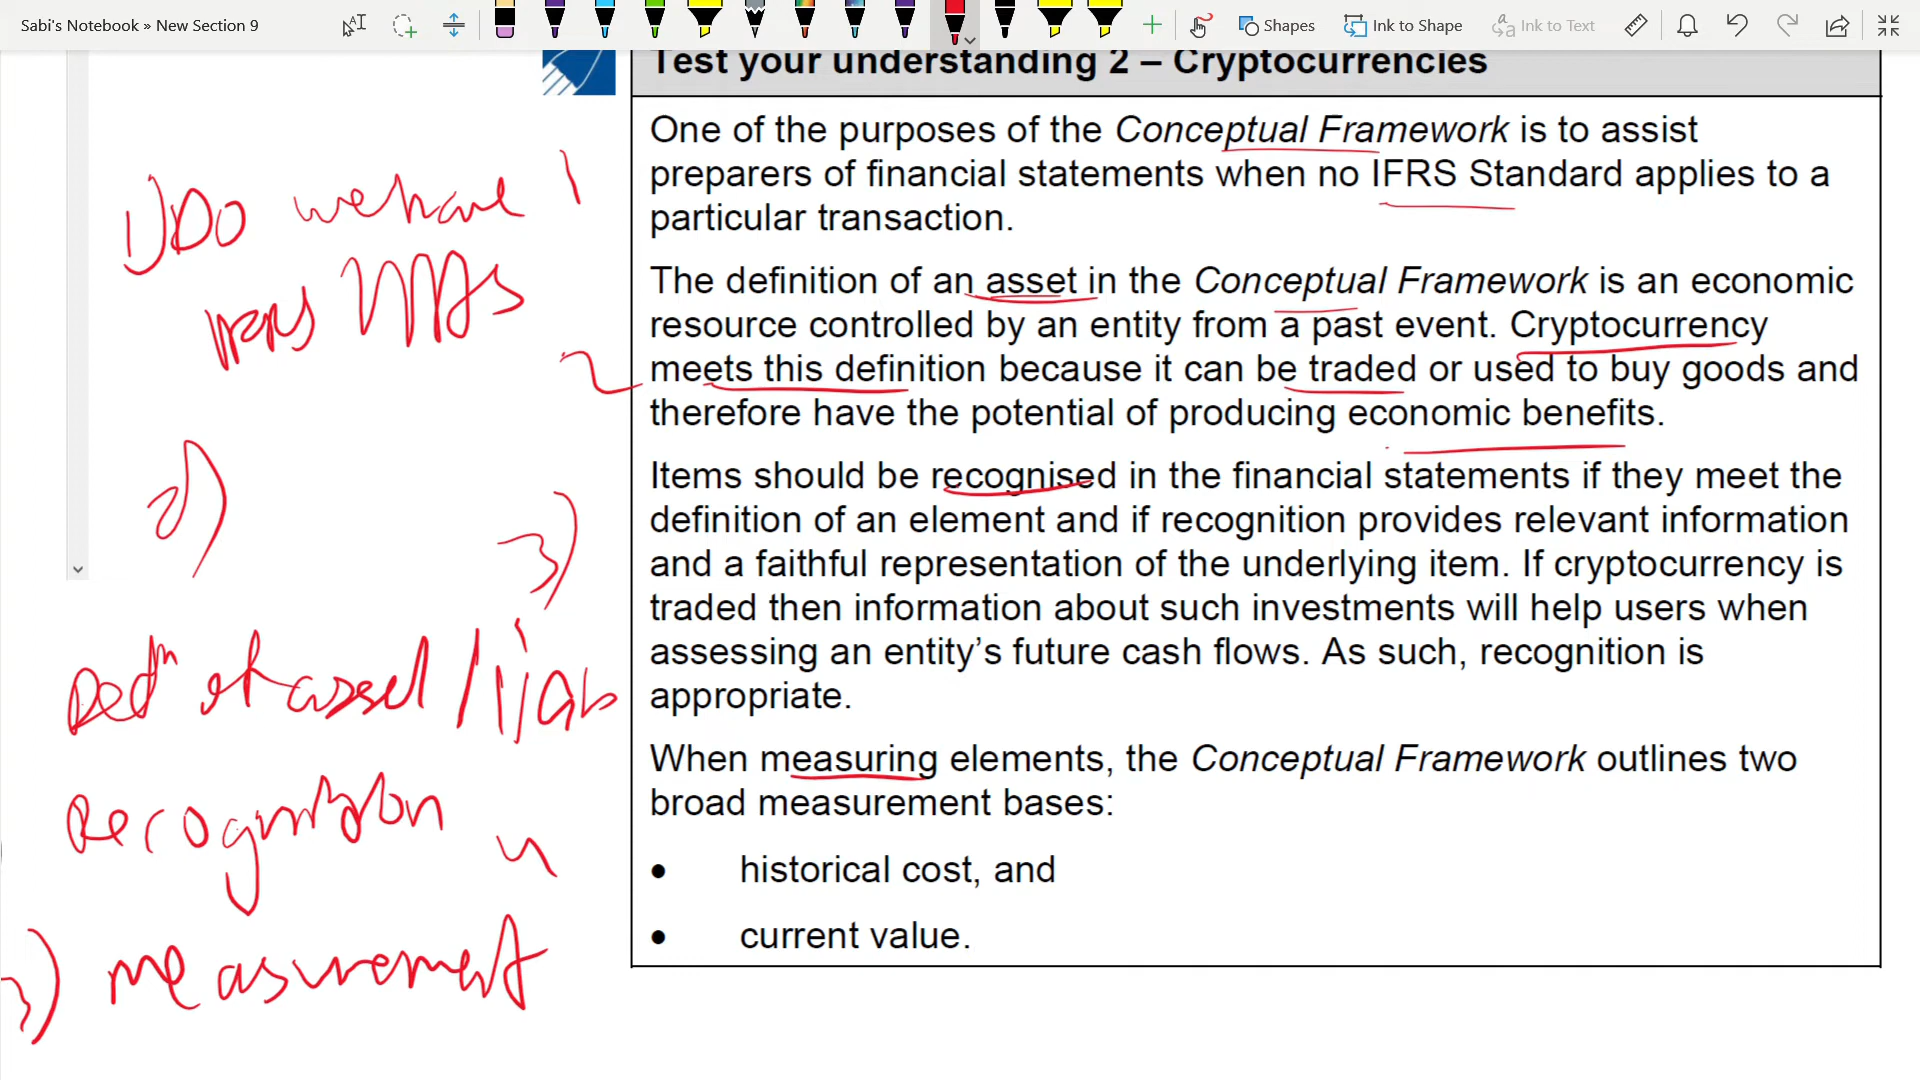 Sabi's Notebook » New Section 9
Shapes
Ink to Shape
Ink to Text
Test your understanding 2 – Cryptocurrencies
One of the purposes of the Conceptual Framework is to assist
preparers of financial statements when no IFRS Standard applies to a
particular transaction.
The definition of an asset in the Conceptual Framework is an economic
resource controlled by an entity from a past event. Cryptocurrency
meets this definition because it can be traded or used to buy goods and
therefore have the potential of producing economic benefits.
Items should be recognised in the financial statements if they meet the
definition of an element and if recognition provides relevant information
and a faithful representation of the underlying item. If cryptocurrency is
traded then information about such investments will help users when
assessing an entity's future cash flows. As such, recognition is
appropriate.
When measuring elements, the Conceptual Framework outlines two
broad measurement bases:
• historical cost, and
• current value.
1) Do we have 1
2
2)
3)
of asset /
Recognition
3) measurement